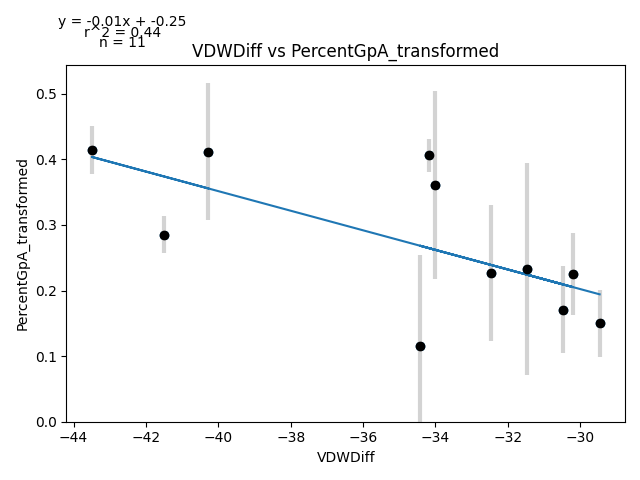 y = -0.01x + -0.25
r^2 = 0.44
n = 11
VDWDiff vs PercentGpA_transformed
PercentGpA_transformed
0.5
0.4
0.3
0.2
0.1
0.0
−44 −42 −40 −38 −36 −34 −32 −30
VDWDiff